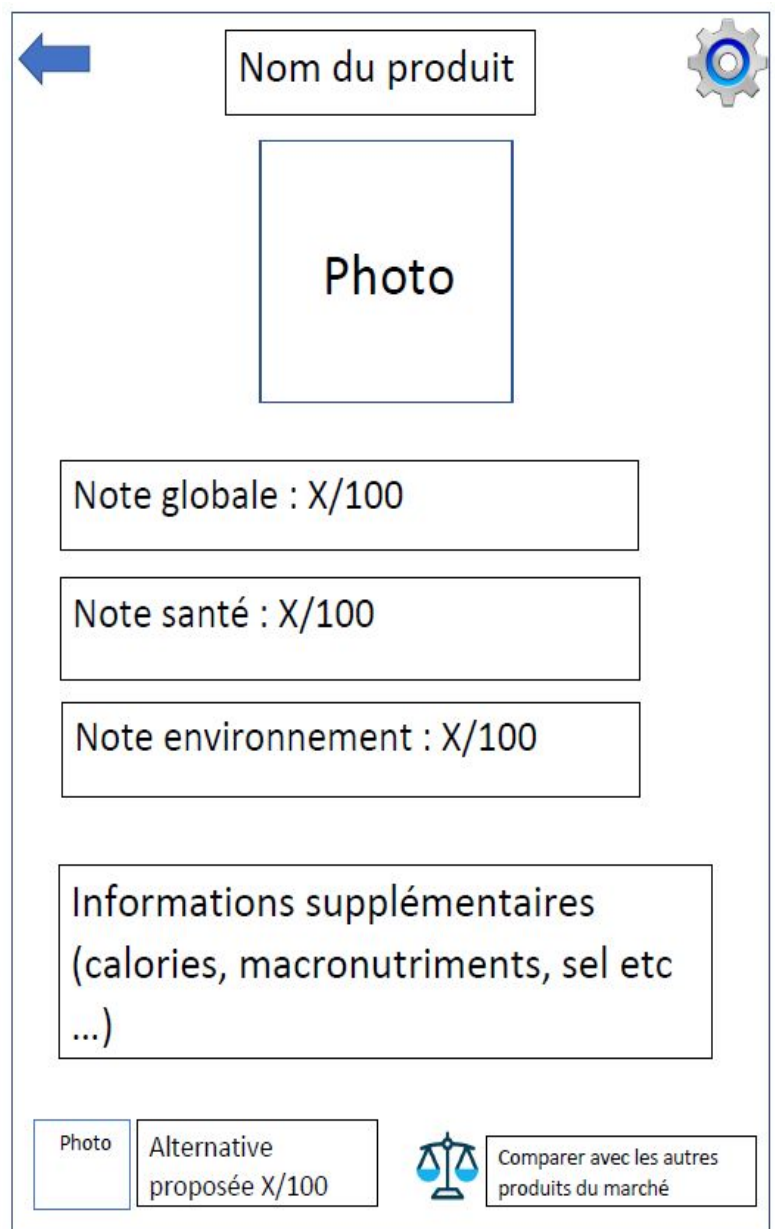 Nom du produit
Photo
Note globale : X/100
Note santé : X/100
Note environnement : X/100
Informations supplémentaires
(calories, macronutriments, sel etc
...)
Photo
Alternative
proposée X/100
Comparer avec les autres
produits du marché